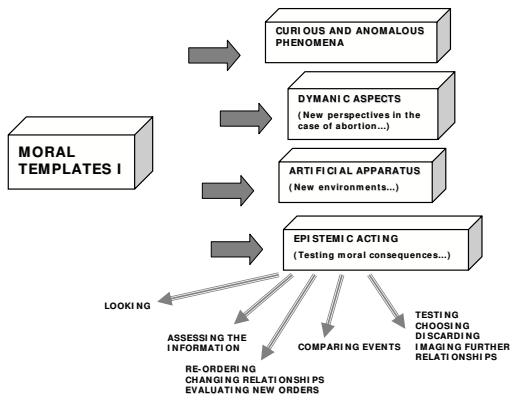 CURIOUS AND ANOMALOUS
PHENOMENA
DYMANIC ASPECTS
(New perspectives in the
case of abortion...)
MORAL
TEMPLATES I
ARTIFICIAL APPARATUS
(New environments...)
EPISTEMIC ACTING
(Testing moral consequences...)
LOOKING
ASSESSING THE
INFORMATION
RE-ORDERING
CHANGING RELATIONSHIPS
EVALUATING NEW ORDERS
COMPARING EVENTS
TESTING
CHOOSING
DISCARDING
IMAGING FURTHER
RELATIONSHIPS